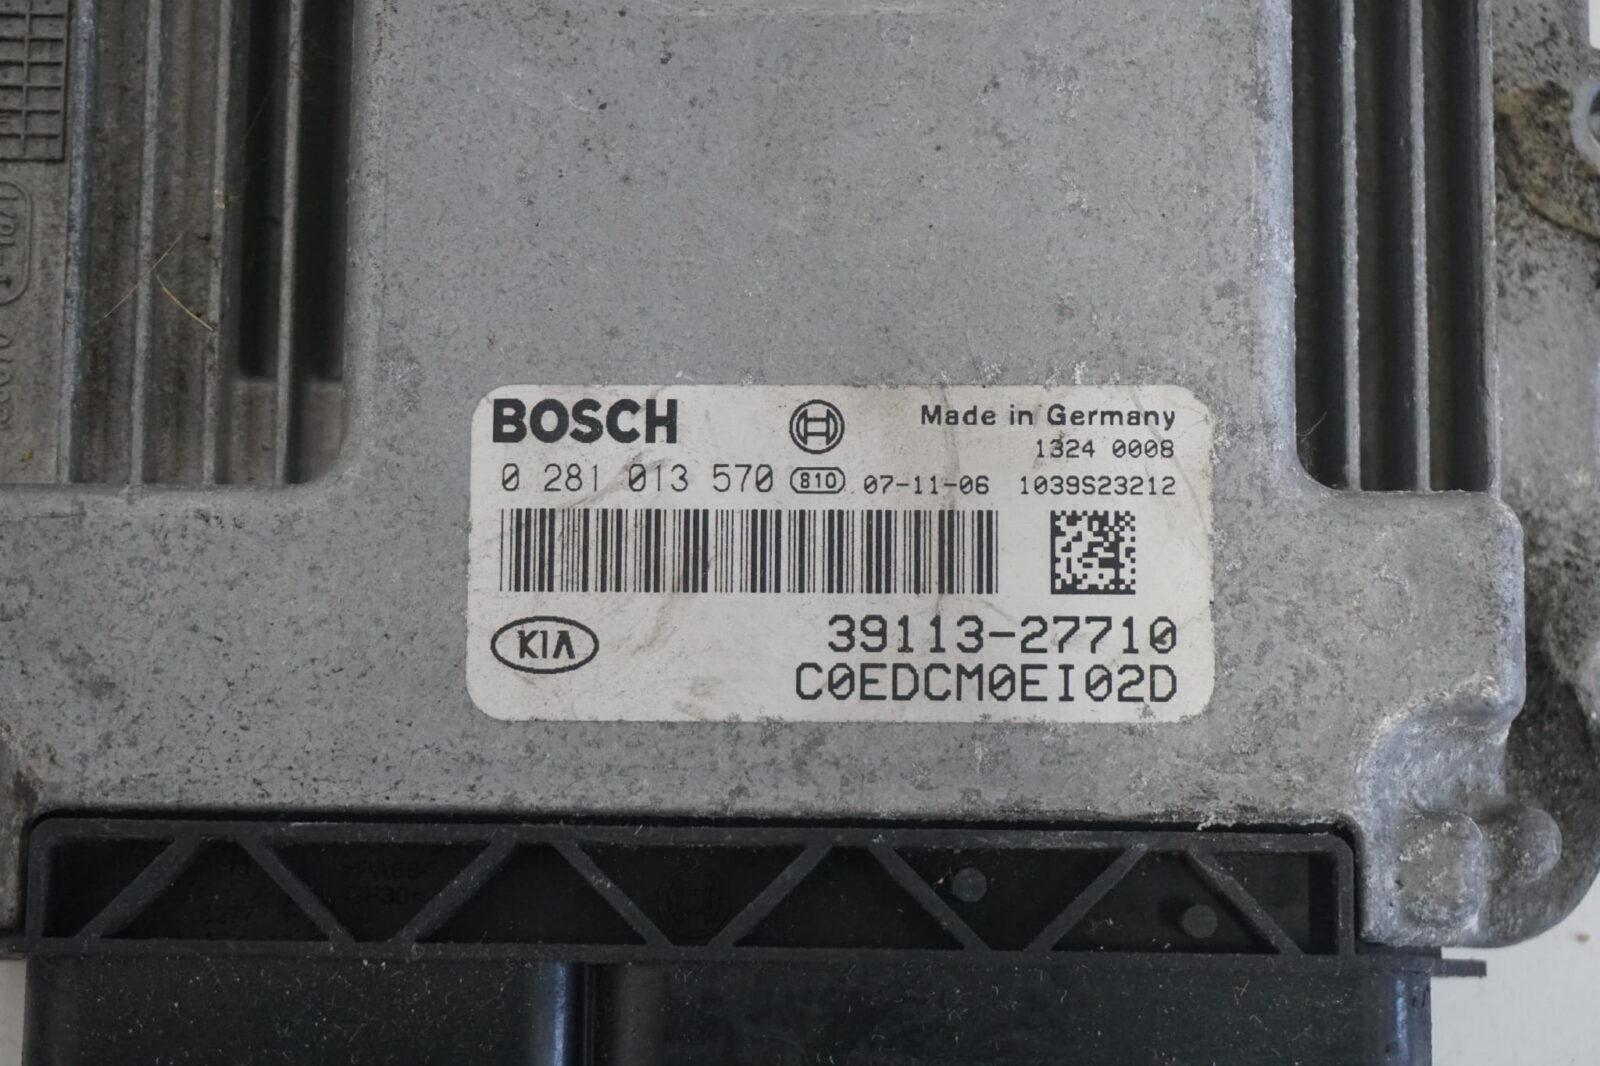 BOSCH
Made in Germany
1324 0008
0 281 013 570 810 07-11-06 1039S23212
KIA
39113-27710
C0EDCM0EI02D